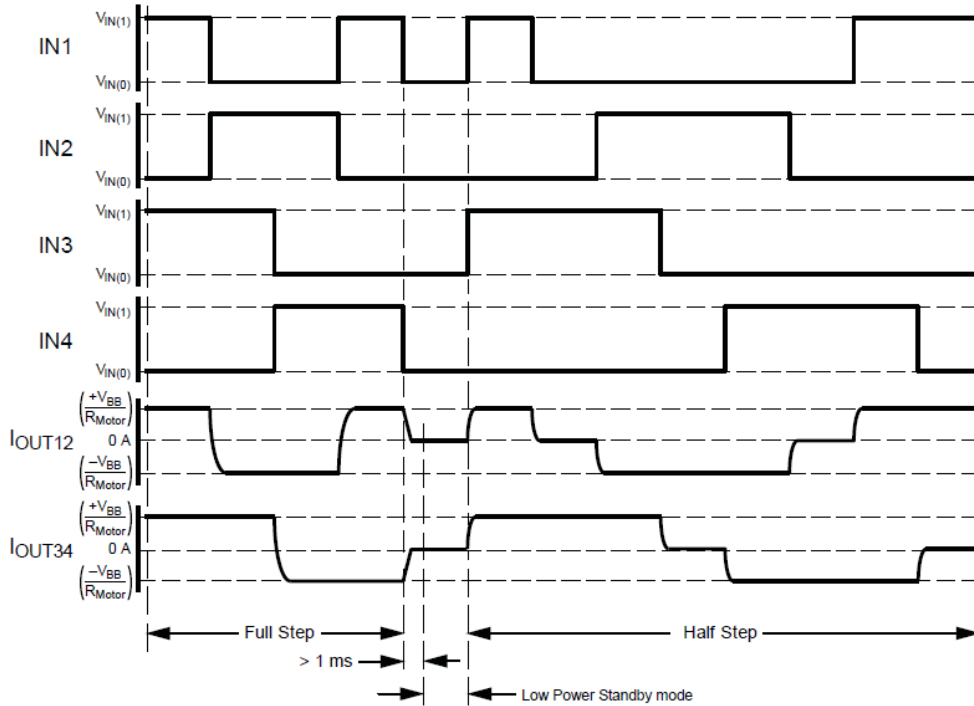 V_IN(1)
IN1
V_IN(0)
V_IN(1)
IN2
V_IN(0)
V_IN(1)
IN3
V_IN(0)
V_IN(1)
IN4
V_IN(0)
(+V_BB / R_Motor)
I_OUT12 0 A
(−V_BB / R_Motor)
(+V_BB / R_Motor)
I_OUT34 0 A
(−V_BB / R_Motor)
Full Step Half Step
> 1 ms
Low Power Standby mode